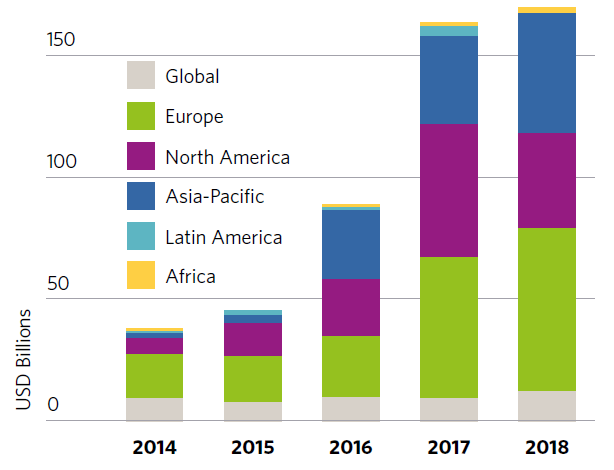 150
Global
Europe
100
North America
Asia-Pacific
Latin America
Africa
50
0
USD Billions
2014 2015 2016 2017 2018